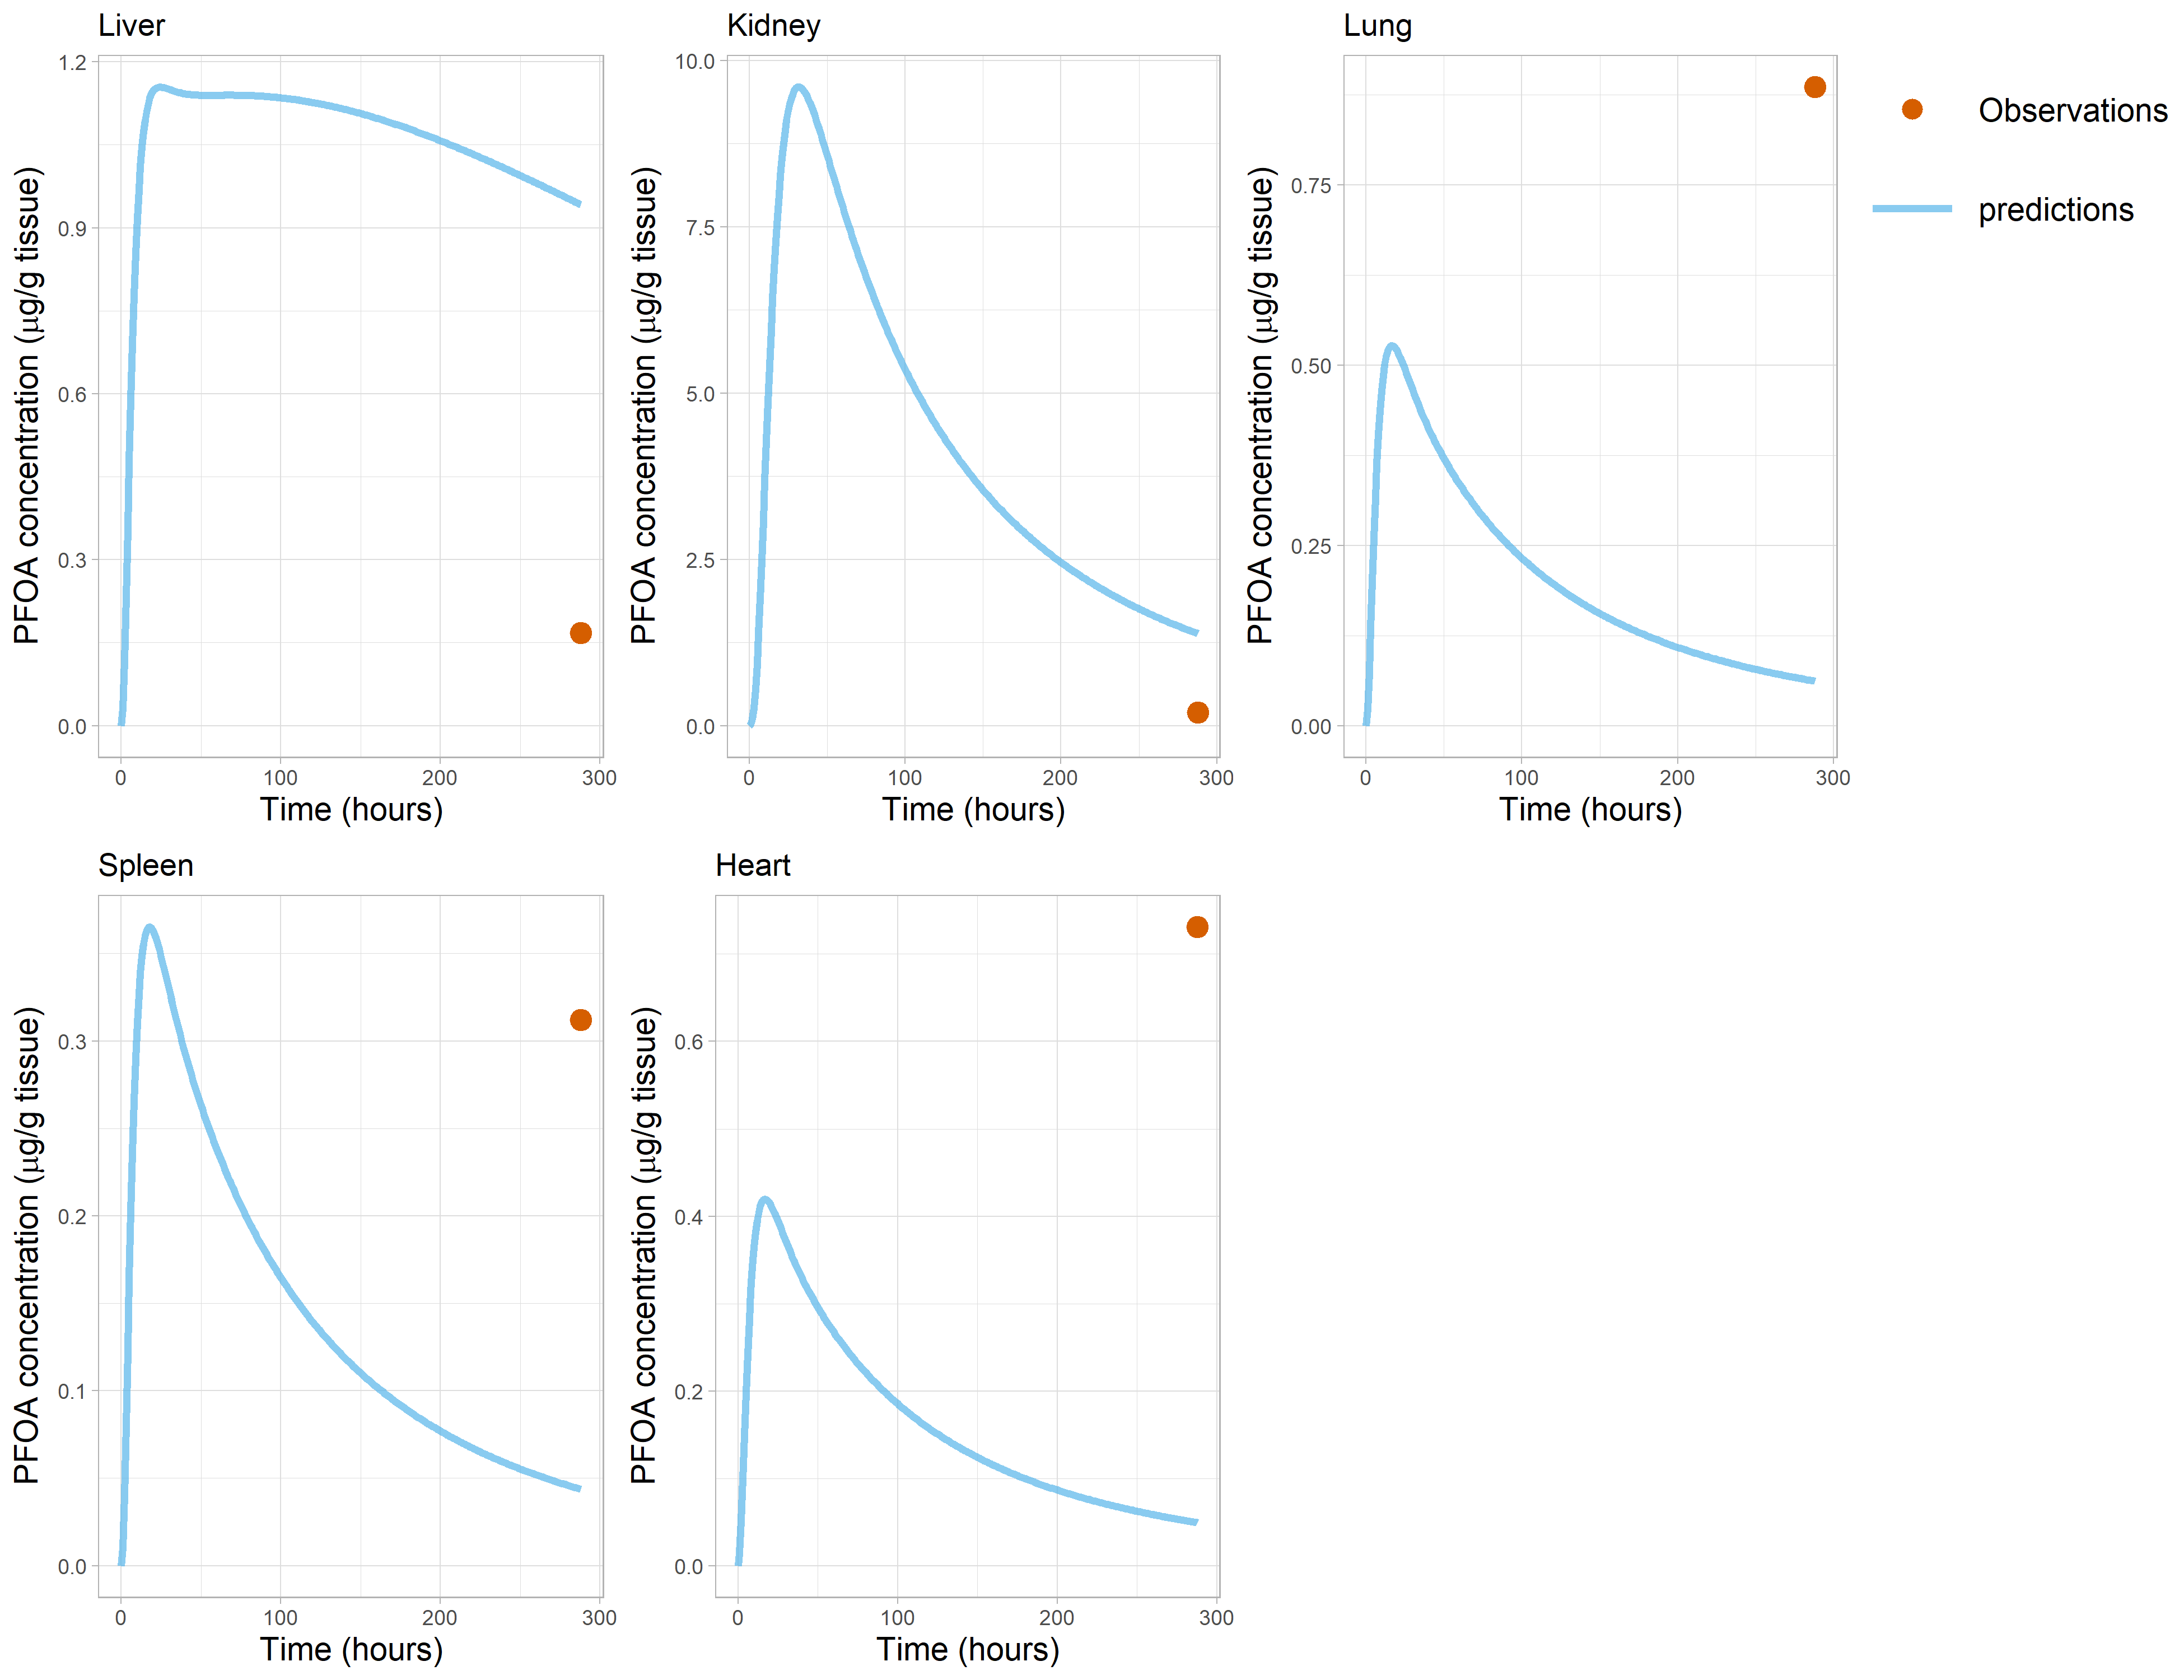 Liver
PFOA concentration (μg/g tissue)
1.2
0.9
0.6
0.3
0.0
0 100 200 300
Time (hours)
Kidney
PFOA concentration (μg/g tissue)
10.0
7.5
5.0
2.5
0.0
0 100 200 300
Time (hours)
Lung
PFOA concentration (μg/g tissue)
0.75
0.50
0.25
0.00
0 100 200 300
Time (hours)
Observations
predictions
Spleen
PFOA concentration (μg/g tissue)
0.3
0.2
0.1
0.0
0 100 200 300
Time (hours)
Heart
PFOA concentration (μg/g tissue)
0.6
0.4
0.2
0.0
0 100 200 300
Time (hours)